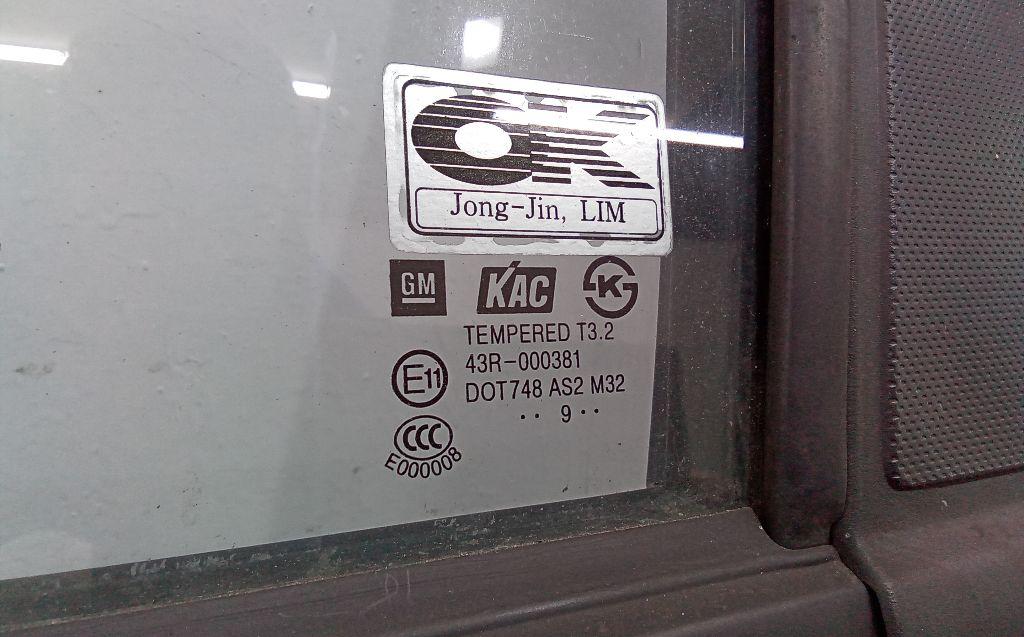 OK
Jong-Jin, LIM
GM KAC K
TEMPERED T3.2
43R-000381
E11
DOT748 AS2 M32
·· 9 ··
CCC
E000008